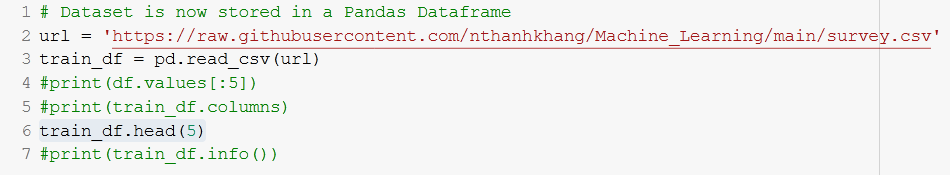 1 # Dataset is now stored in a Pandas Dataframe
2 url = 'https://raw.githubusercontent.com/nthanhkhang/Machine_Learning/main/survey.csv'
3 train_df = pd.read_csv(url)
4 #print(df.values[:5])
5 #print(train_df.columns)
6 train_df.head(5)
7 #print(train_df.info())